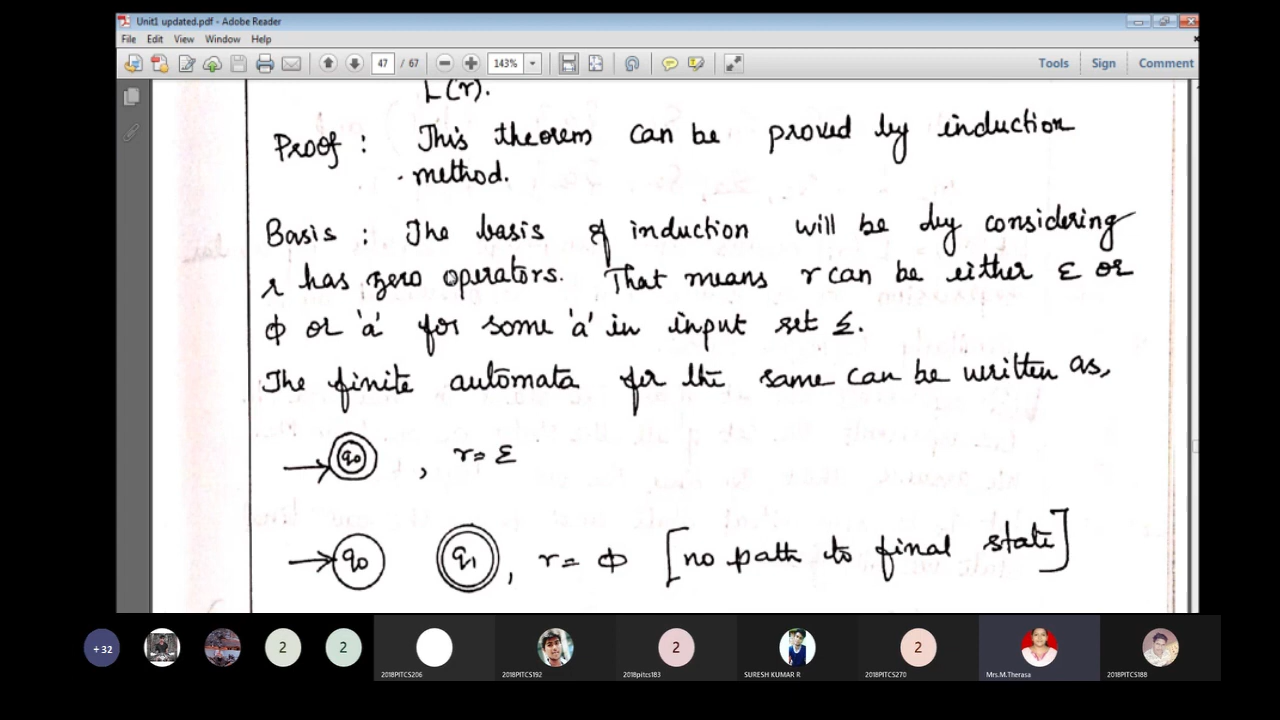 Unit1 updated.pdf - Adobe Reader
File Edit View Window Help
47 / 67 143% Tools Sign Comment
L(r).
Proof : This theorem can be proved by induction
method.
Basis : The basis of induction will be by considering
r has zero operators. That means r can be either ε or
ϕ or 'a' for some 'a' in input set Σ.
The finite automata for the same can be written as,
q0 , r = ε
q0 q1 , r = ϕ [no path to final state]
+32 2 2 2 2
2018PITCS206 2018PITCS192 2018pitcs183 SURESH KUMAR R 2018PITCS270 Mrs.M.Therasa 2018PITCS188